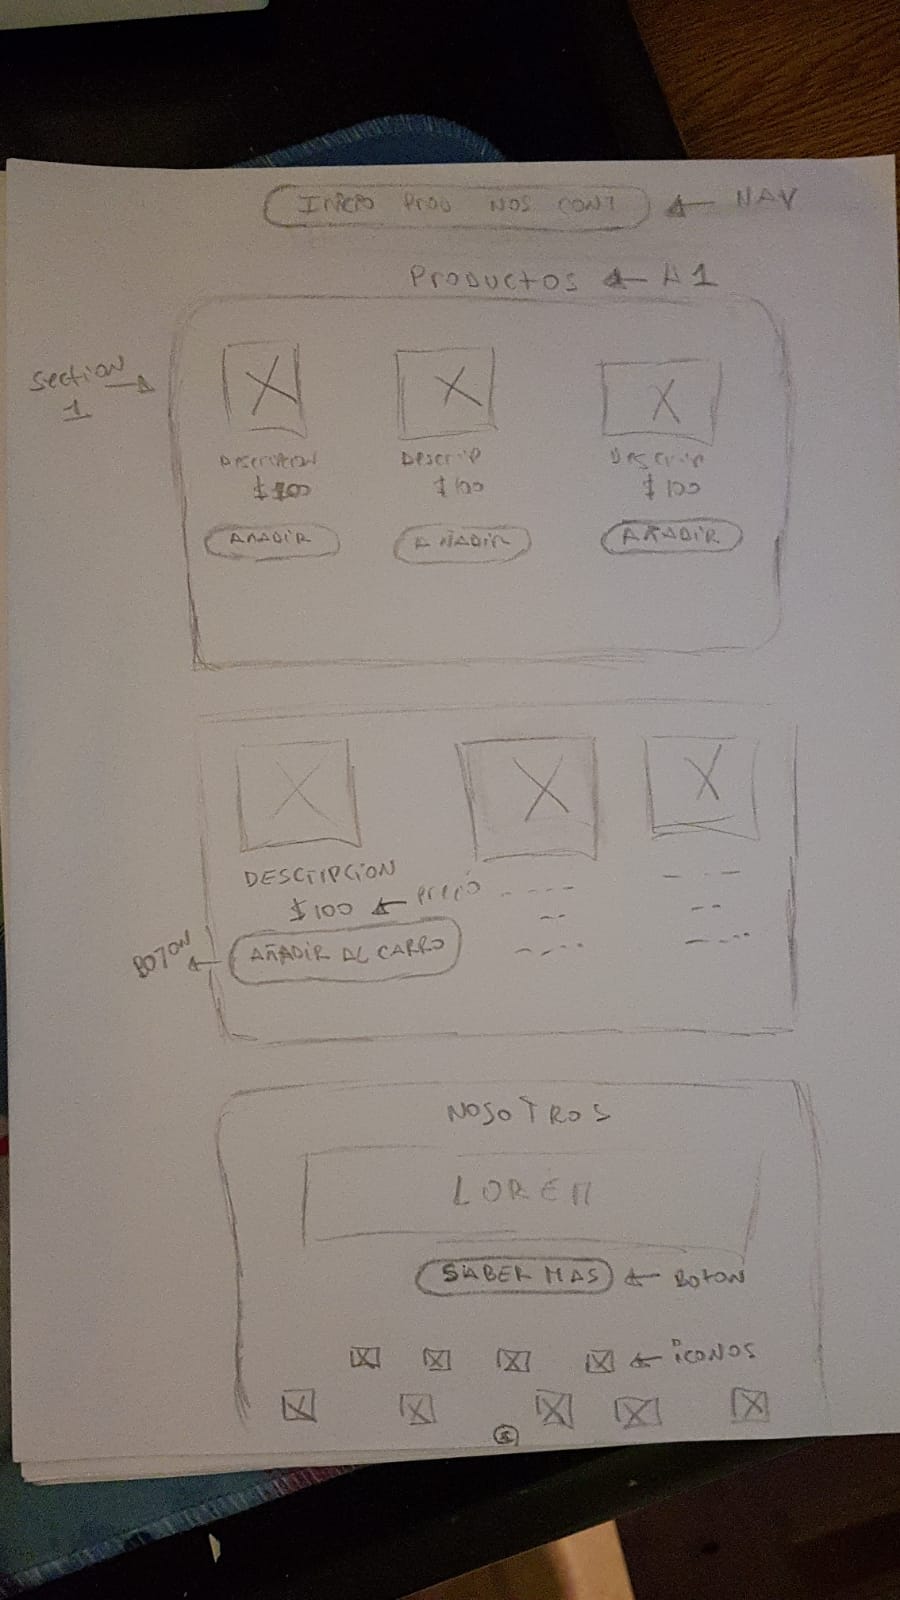 INICIO PROD NOS CONT ← NAV
PRODUCTOS ← H1
SECTION
1
DESCRIPCION DESCRIP DESCRIP
$100 $100 $100
AÑADIR AÑADIR AÑADIR
DESCRIPCION
$100 ← PRECIO
BOTON ← AÑADIR AL CARRO
NOSOTROS
LOREM
SABER MAS ← BOTON
← iCONOS